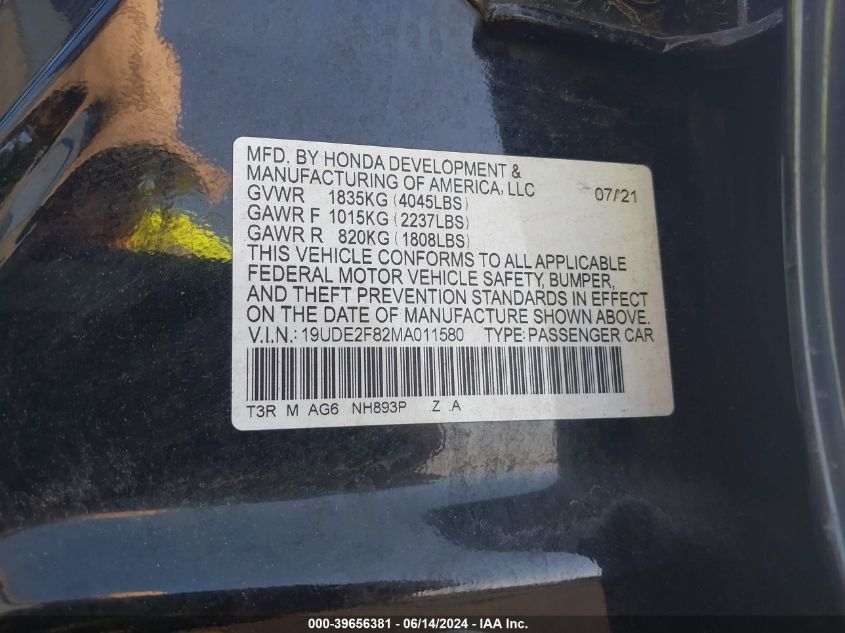 MFD. BY HONDA DEVELOPMENT &
MANUFACTURING OF AMERICA, LLC 07/21
GVWR 1835KG (4045LBS)
GAWR F 1015KG (2237LBS)
GAWR R 820KG (1808LBS)
THIS VEHICLE CONFORMS TO ALL APPLICABLE
FEDERAL MOTOR VEHICLE SAFETY, BUMPER,
AND THEFT PREVENTION STANDARDS IN EFFECT
ON THE DATE OF MANUFACTURE SHOWN ABOVE.
V.I.N.: 19UDE2F82MA011580 TYPE: PASSENGER CAR
T3R M AG6 NH893P .Z .A
000-39656381 / 06/14/2024 - IAA Inc.